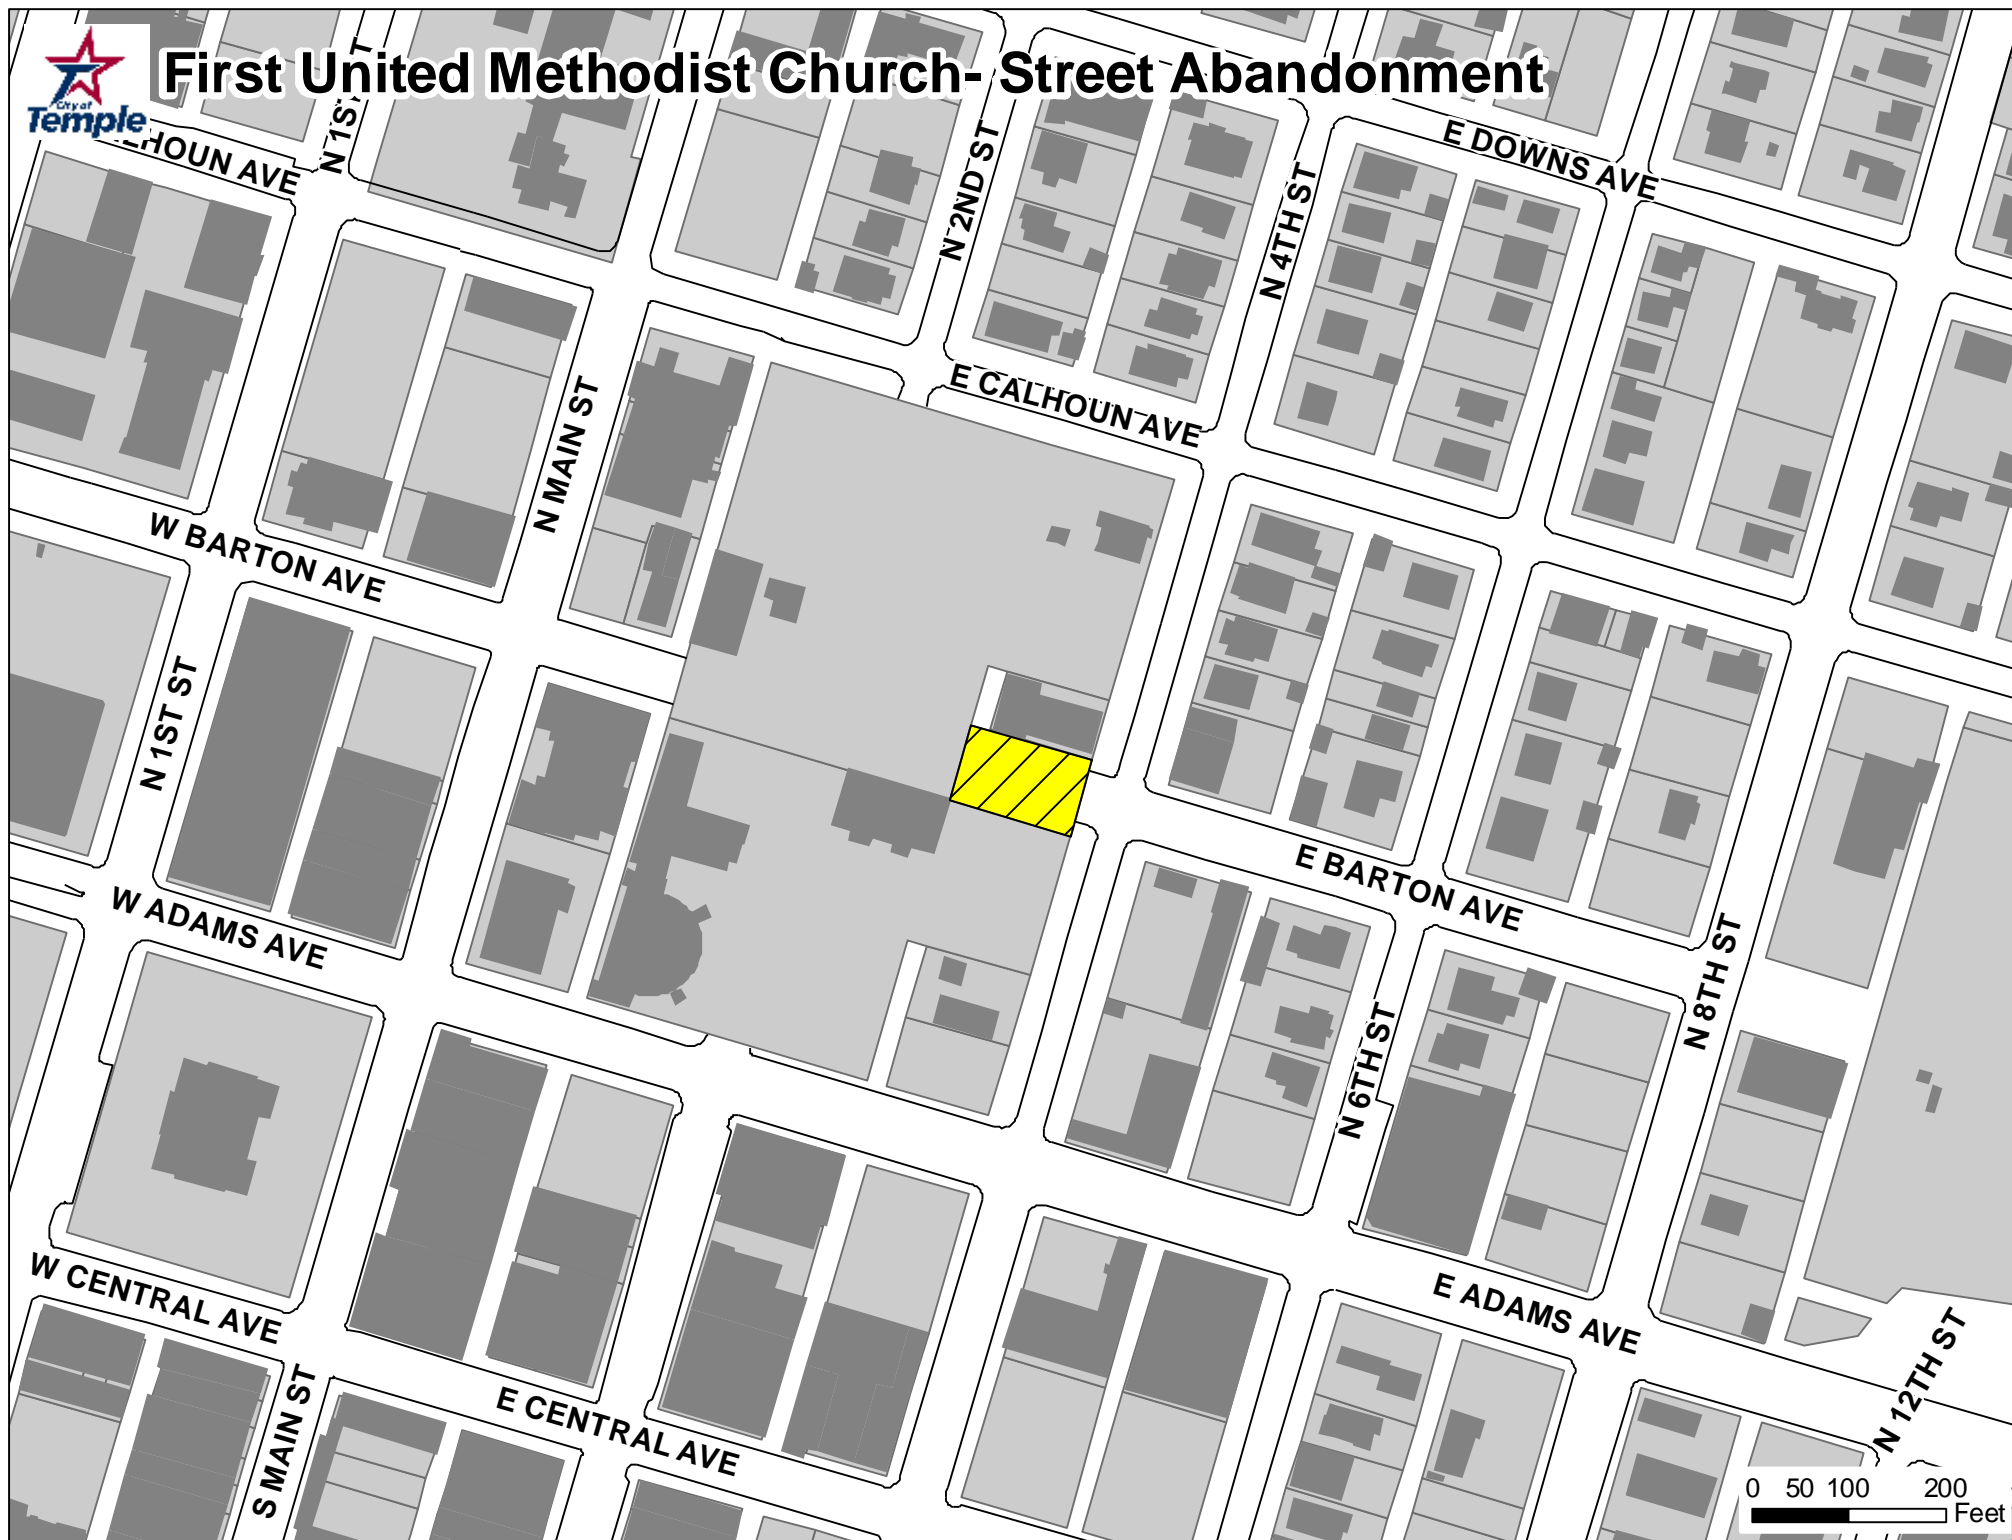 City of
Temple
First United Methodist Church- Street Abandonment
N 1ST
E DOWNS AVE
LHOUN AVE
N 2ND ST
N 4TH ST
E CALHOUN AVE
N MAIN ST
W BARTON AVE
N 1ST ST
E BARTON AVE
W ADAMS AVE
N 8TH ST
N 6TH ST
W CENTRAL AVE
E ADAMS AVE
N 12TH ST
E CENTRAL AVE
S MAIN ST
0 50 100 200
Feet